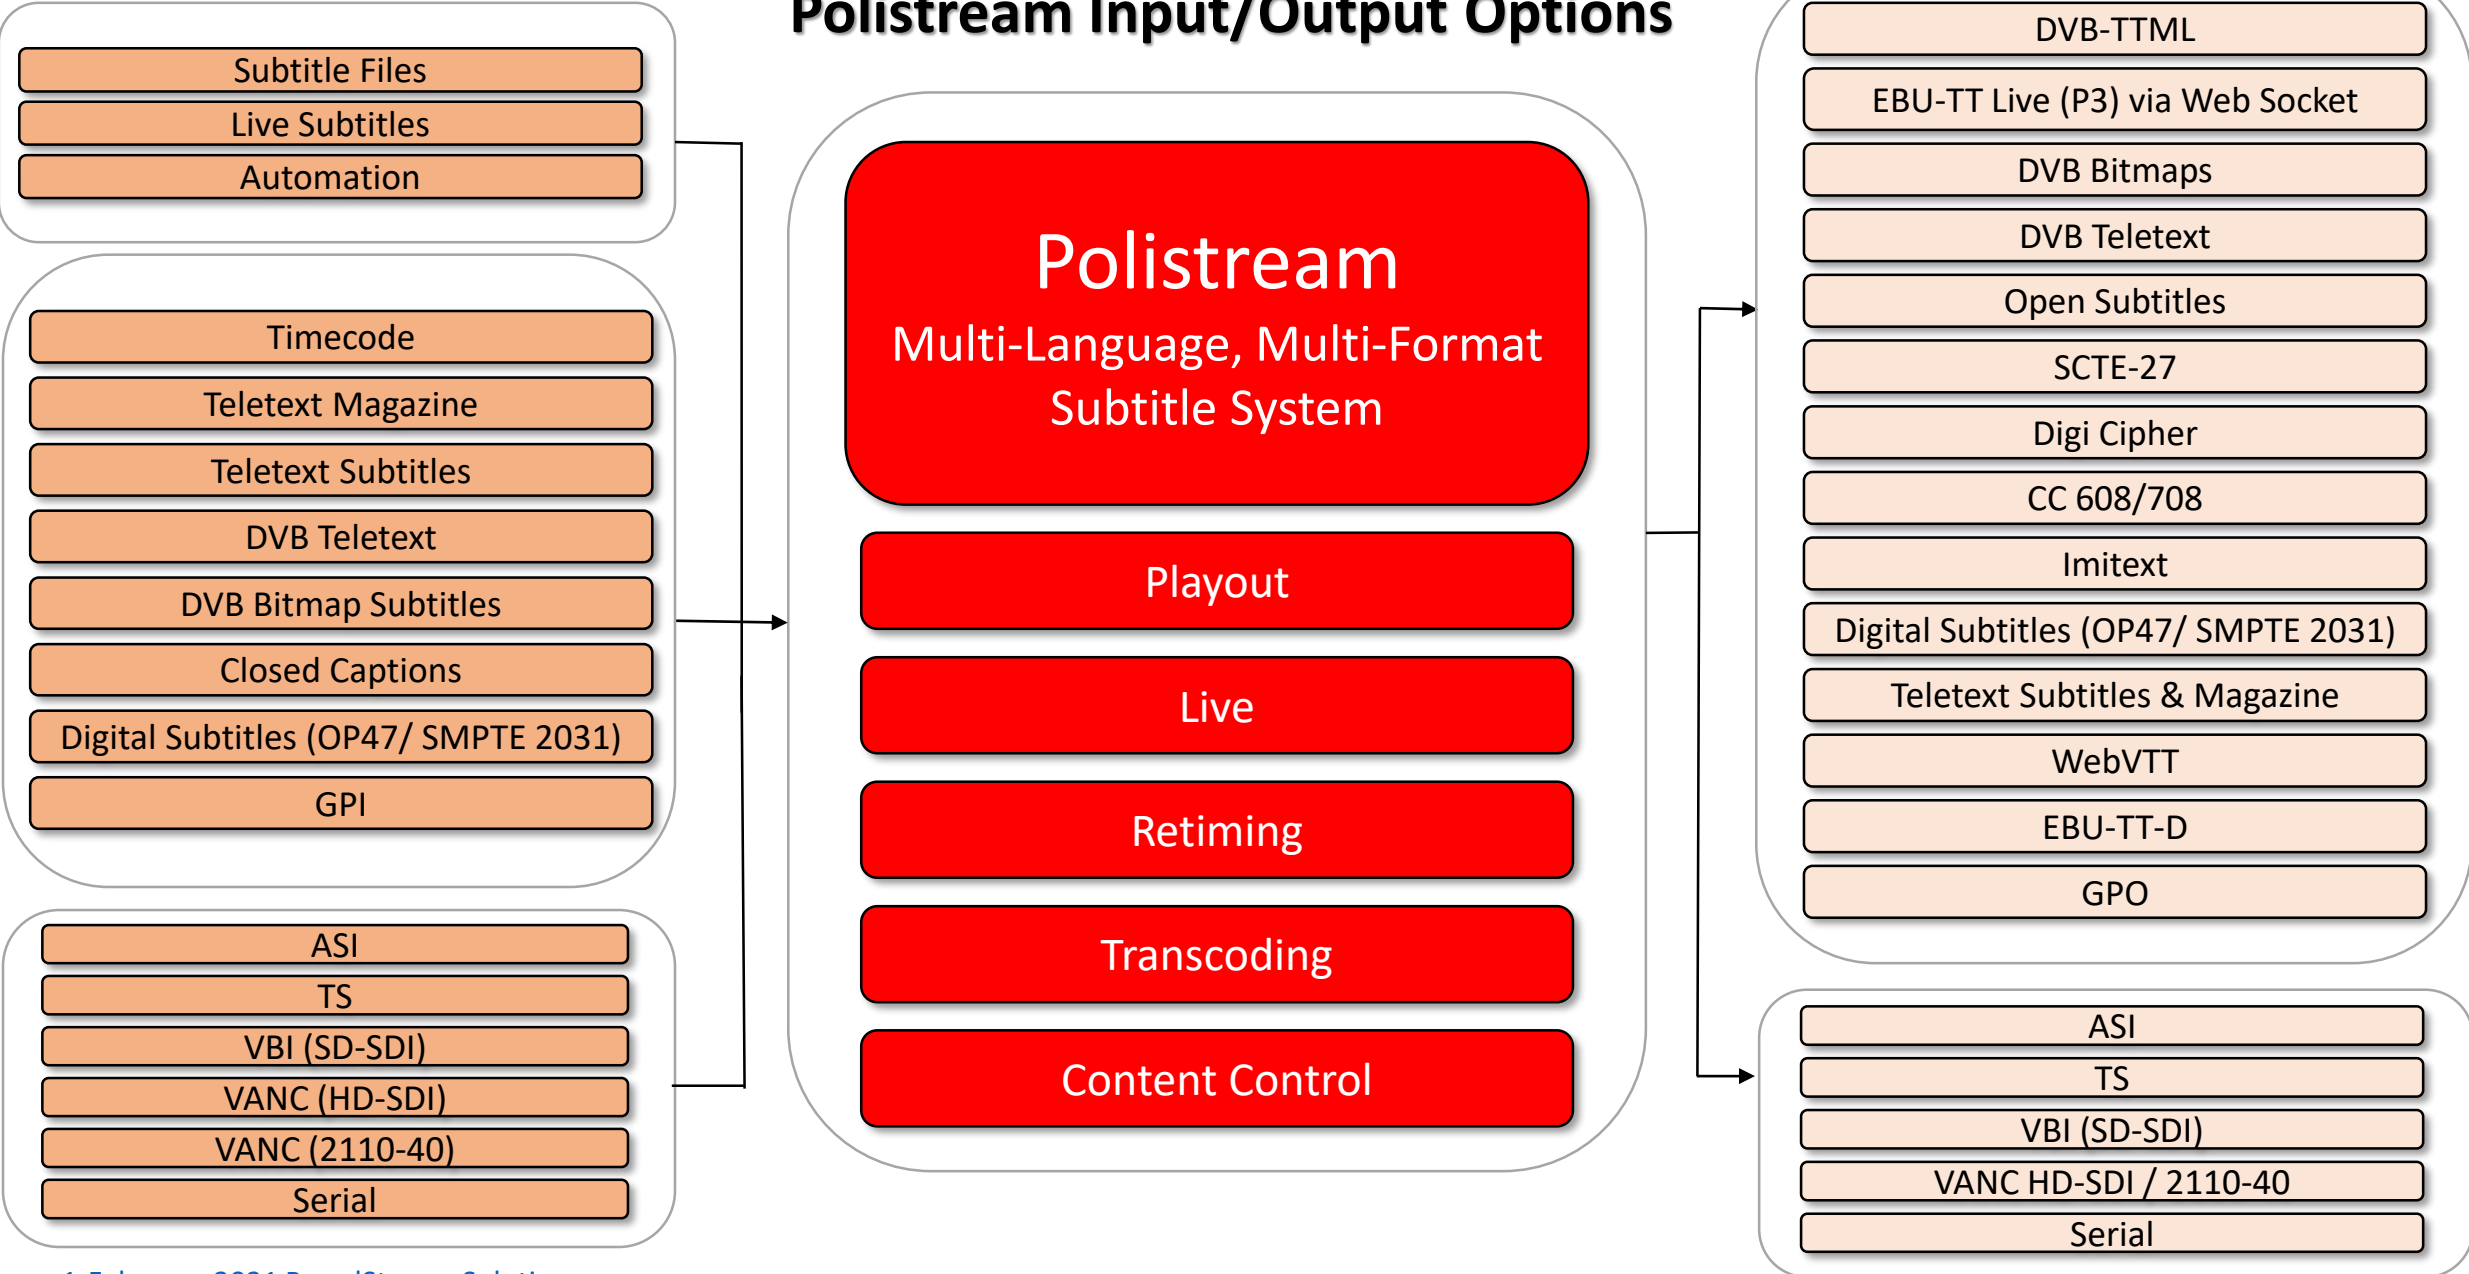 Polistream Input/Output Options
Subtitle Files
Live Subtitles
Automation
Timecode
Teletext Magazine
Teletext Subtitles
DVB Teletext
DVB Bitmap Subtitles
Closed Captions
Digital Subtitles (OP47/ SMPTE 2031)
GPI
ASI
TS
VBI (SD-SDI)
VANC (HD-SDI)
VANC (2110-40)
Serial
Polistream
Multi-Language, Multi-Format
Subtitle System
Playout
Live
Retiming
Transcoding
Content Control
DVB-TTML
EBU-TT Live (P3) via Web Socket
DVB Bitmaps
DVB Teletext
Open Subtitles
SCTE-27
Digi Cipher
CC 608/708
Imitext
Digital Subtitles (OP47/ SMPTE 2031)
Teletext Subtitles & Magazine
WebVTT
EBU-TT-D
GPO
ASI
TS
VBI (SD-SDI)
VANC HD-SDI / 2110-40
Serial